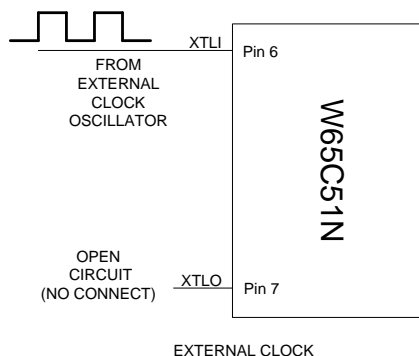 XTLI
Pin 6
FROM
EXTERNAL
CLOCK
OSCILLATOR
W65C51N
OPEN
CIRCUIT
(NO CONNECT)
XTLO
Pin 7
EXTERNAL CLOCK